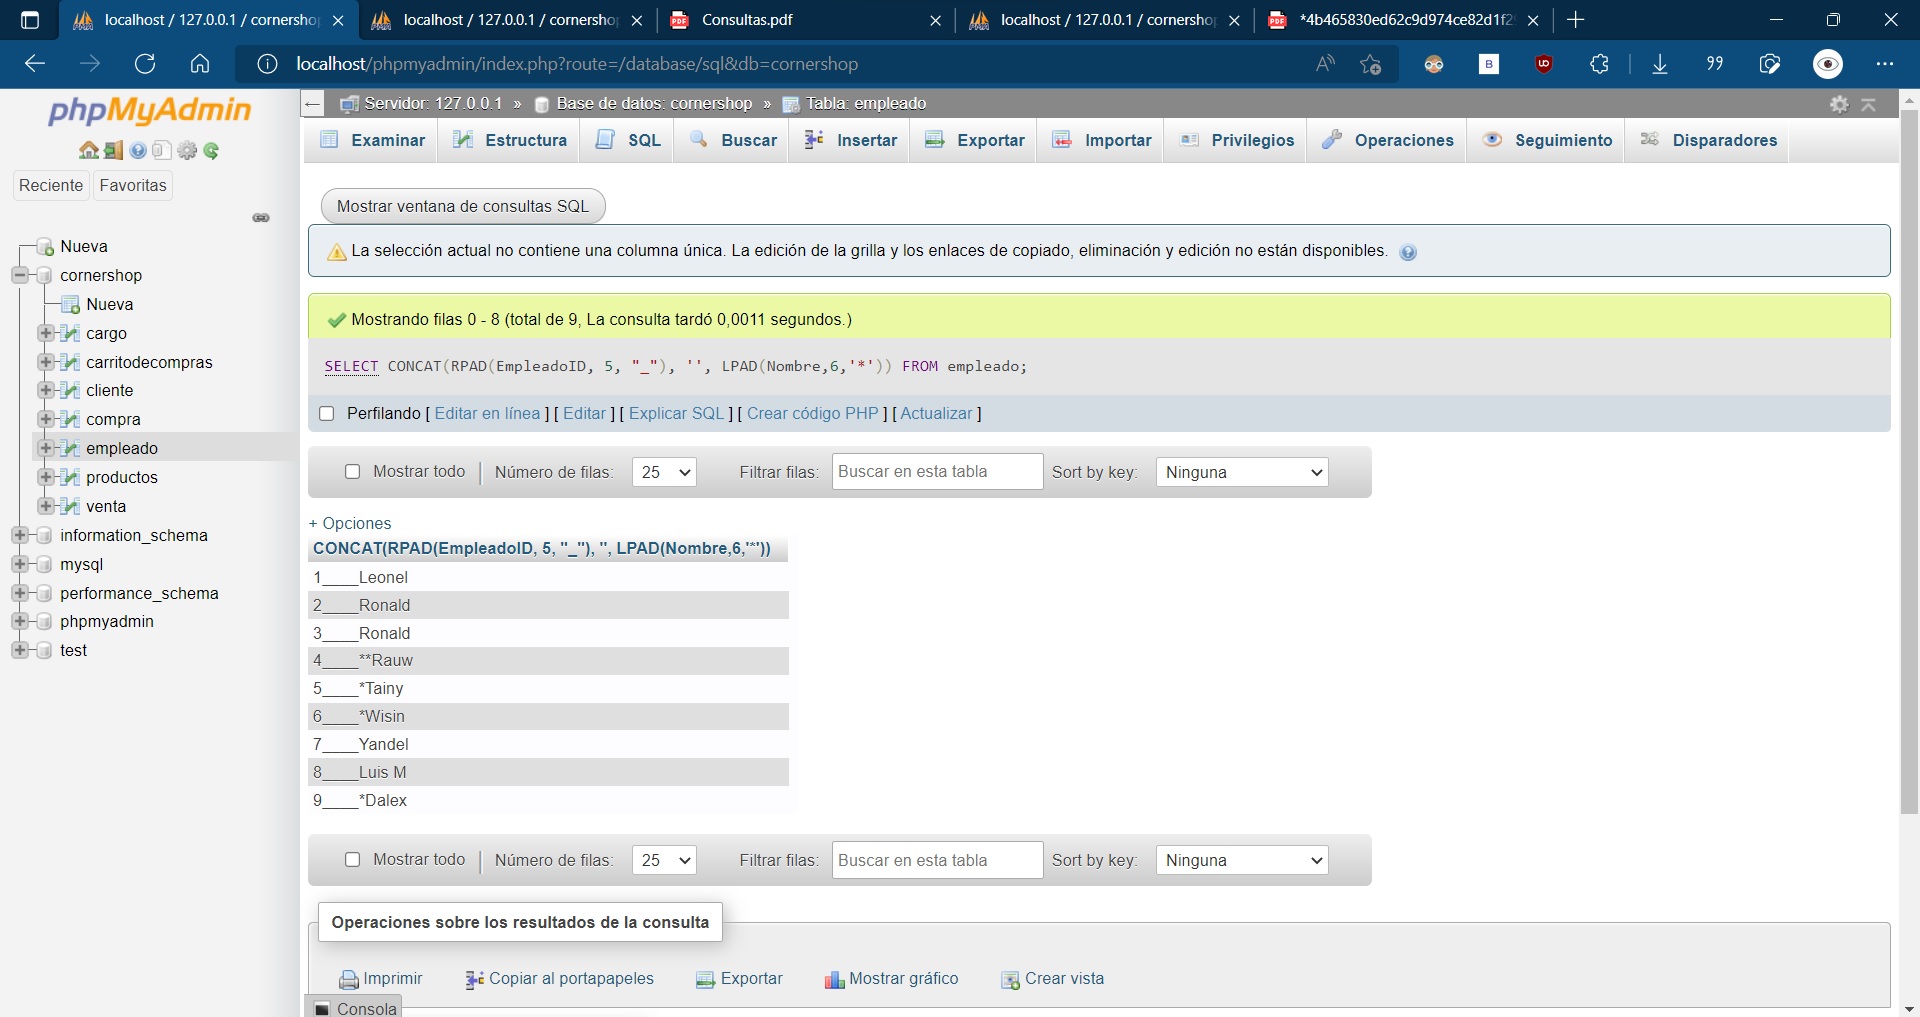 localhost / 127.0.0.1 / cornershop
localhost / 127.0.0.1 / cornershop
Consultas.pdf
localhost / 127.0.0.1 / cornershop
*4b465830ed62c9d974ce82d1f2
localhost/phpmyadmin/index.php?route=/database/sql&db=cornershop
phpMyAdmin
Reciente
Favoritas
Nueva
cornershop
Nueva
cargo
carritodecompras
cliente
compra
empleado
productos
venta
information_schema
mysql
performance_schema
phpmyadmin
test
Servidor: 127.0.0.1 » Base de datos: cornershop » Tabla: empleado
Examinar Estructura SQL Buscar Insertar Exportar Importar Privilegios Operaciones Seguimiento Disparadores
Mostrar ventana de consultas SQL
La selección actual no contiene una columna única. La edición de la grilla y los enlaces de copiado, eliminación y edición no están disponibles.
Mostrando filas 0 - 8 (total de 9, La consulta tardó 0,0011 segundos.)
SELECT CONCAT(RPAD(EmpleadoID, 5, "_"), '', LPAD(Nombre,6,'*')) FROM empleado;
Perfilando [ Editar en línea ] [ Editar ] [ Explicar SQL ] [ Crear código PHP ] [ Actualizar ]
Mostrar todo | Número de filas: 25 Filtrar filas: Buscar en esta tabla Sort by key: Ninguna
+ Opciones
CONCAT(RPAD(EmpleadoID, 5, "_"), '', LPAD(Nombre,6,'*'))
1____Leonel
2____Ronald
3____Ronald
4____**Rauw
5____*Tainy
6____*Wisin
7____Yandel
8____Luis M
9____*Dalex
Mostrar todo | Número de filas: 25 Filtrar filas: Buscar en esta tabla Sort by key: Ninguna
Operaciones sobre los resultados de la consulta
Imprimir Copiar al portapapeles Exportar Mostrar gráfico Crear vista
Consola